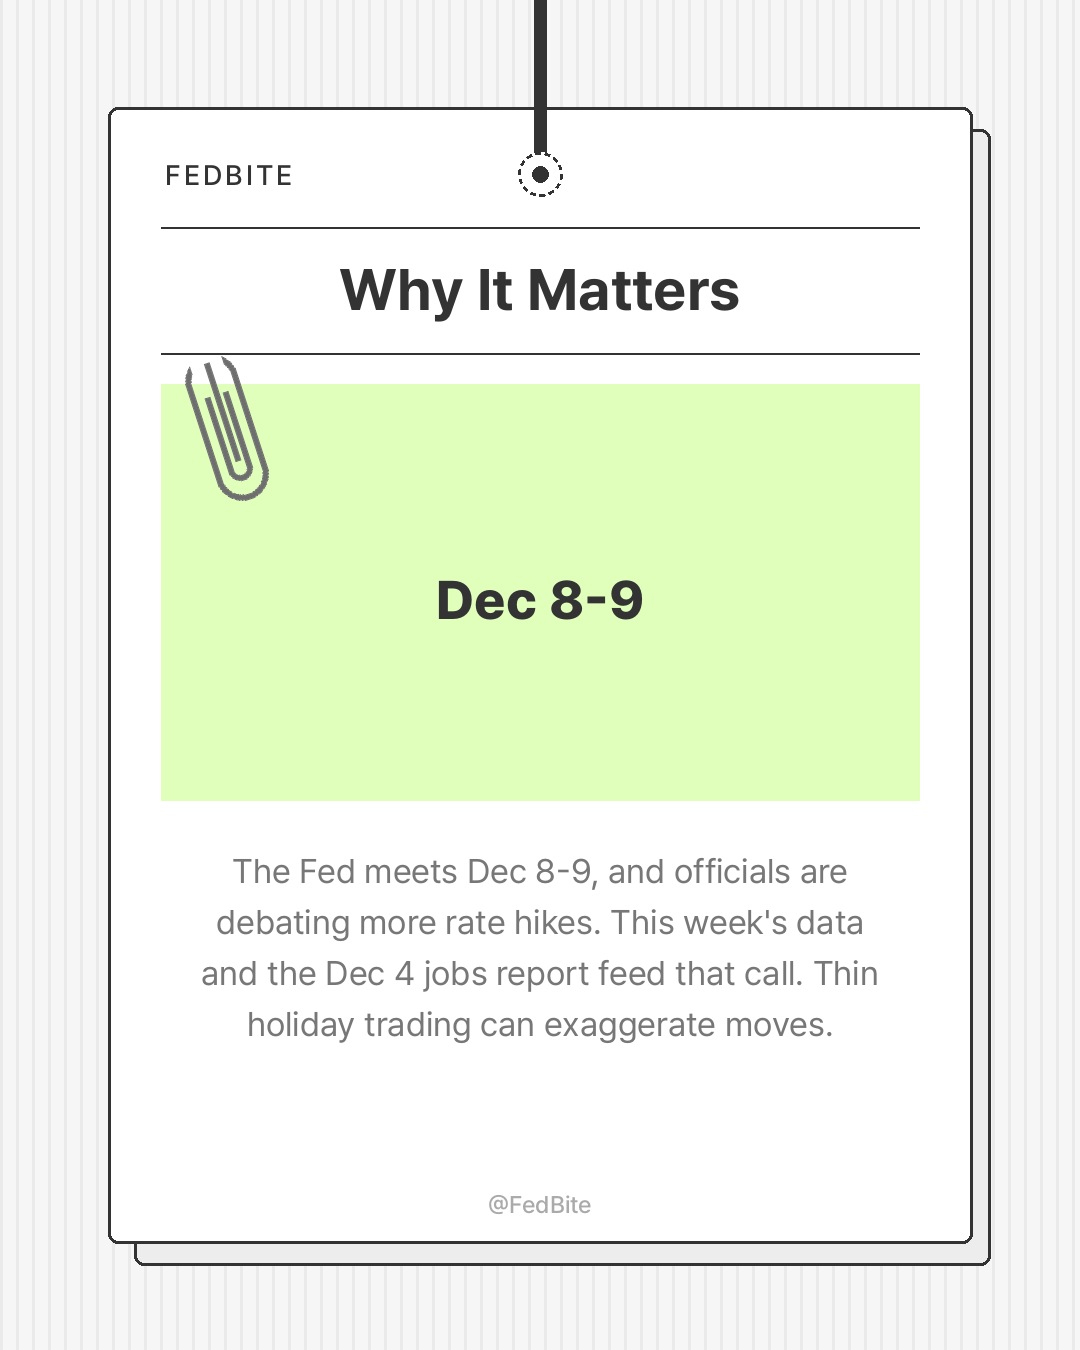 FEDBITE
Why It Matters
Dec 8-9
The Fed meets Dec 8-9, and officials are
debating more rate hikes. This week's data
and the Dec 4 jobs report feed that call. Thin
holiday trading can exaggerate moves.
@FedBite